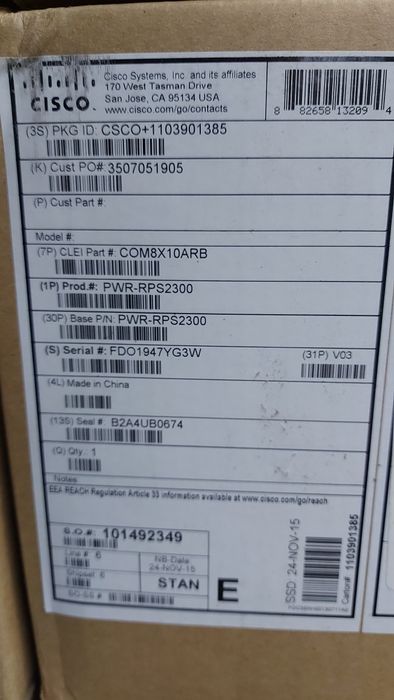 CISCO
Cisco Systems, Inc. and its affiliates
170 West Tasman Drive
San Jose, CA 95134 USA
www.cisco.com/go/contacts
8 82658 13209 4
(3S) PKG ID: CSCO+1103901385
(K) Cust PO#: 3507051905
(P) Cust Part #:
Model #:
(7P) CLEI Part #: COM8X10ARB
(1P) Prod.#: PWR-RPS2300
(30P) Base P/N: PWR-RPS2300
(S) Serial #: FDO1947YG3W
(31P) V03
(4L) Made in China
(13S) Seal #: B2A4UB0674
(Q) Qty.: 1
Notes
EEA REACH Regulation Article 33 information available at www.cisco.com/go/reach
S.O.#: 101492349
Line #: 6
NB Date
24-NOV-15
Shipset: 6
STAN
SO-SS #
E
SSD 24-NOV-15
Carton# 1103901385